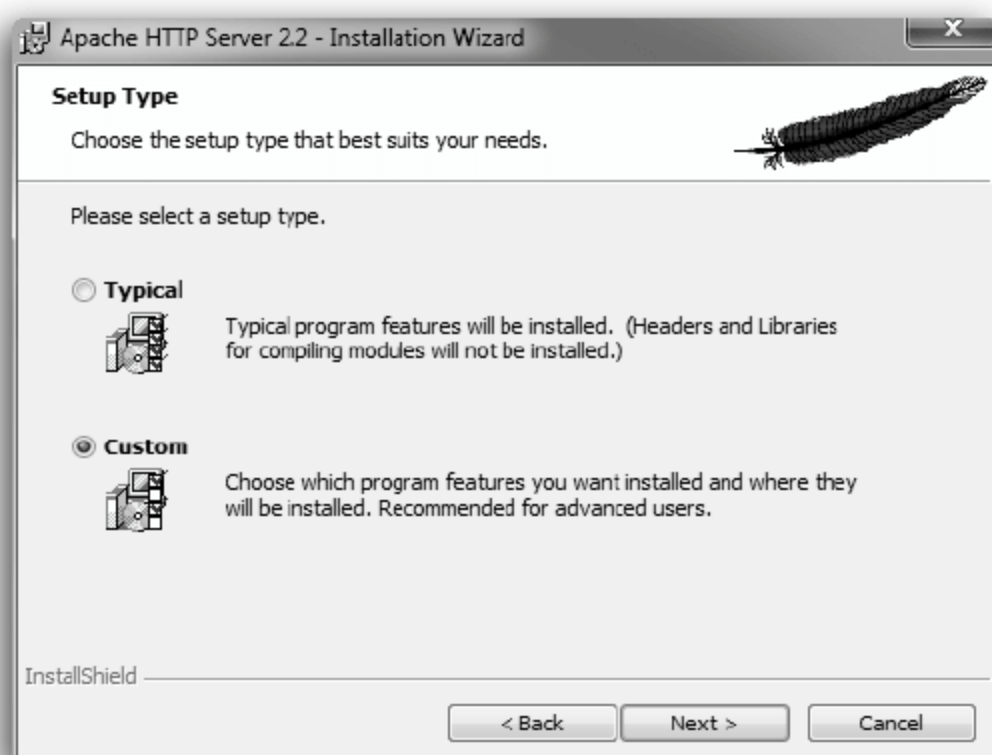 Apache HTTP Server 2.2 - Installation Wizard
x
Setup Type
Choose the setup type that best suits your needs.
Please select a setup type.
Typical
Typical program features will be installed. (Headers and Libraries
for compiling modules will not be installed.)
Custom
Choose which program features you want installed and where they
will be installed. Recommended for advanced users.
InstallShield
< Back
Next >
Cancel